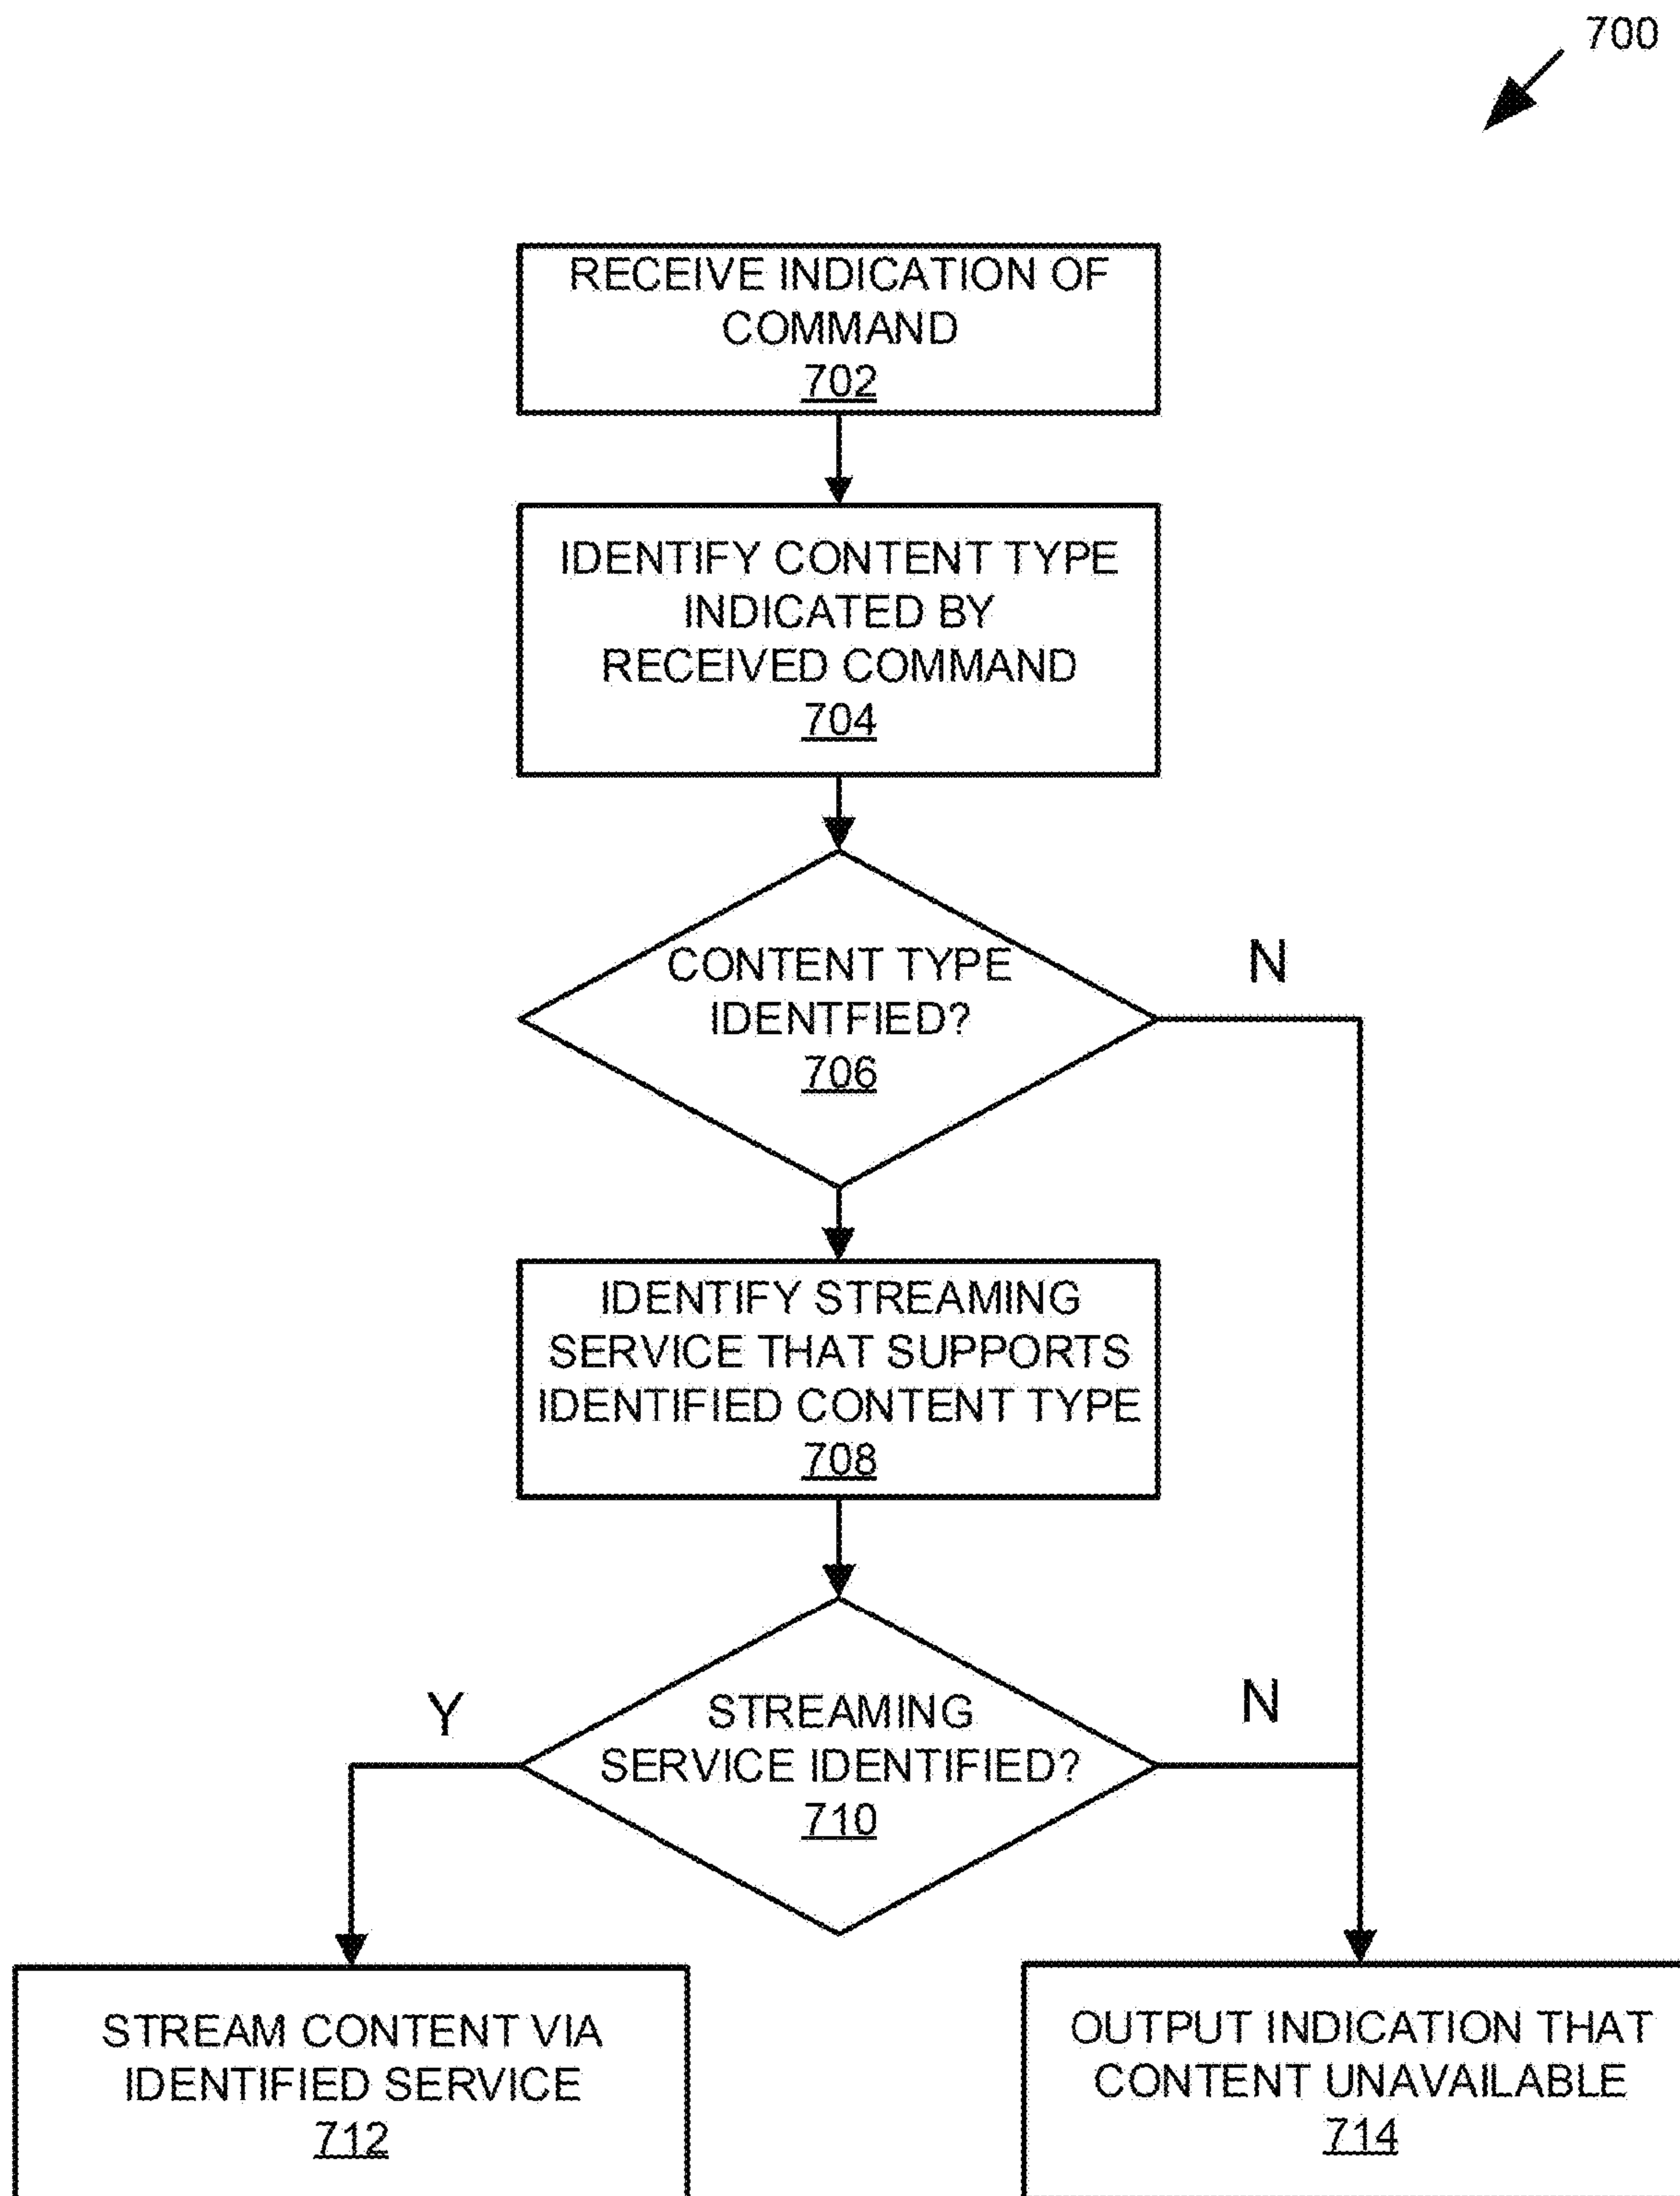 700
RECEIVE INDICATION OF
COMMAND
702
IDENTIFY CONTENT TYPE
INDICATED BY
RECEIVED COMMAND
704
CONTENT TYPE
IDENTFIED?
706
N
IDENTIFY STREAMING
SERVICE THAT SUPPORTS
IDENTIFIED CONTENT TYPE
708
Y
STREAMING
SERVICE IDENTIFIED?
710
N
STREAM CONTENT VIA
IDENTIFIED SERVICE
712
OUTPUT INDICATION THAT
CONTENT UNAVAILABLE
714